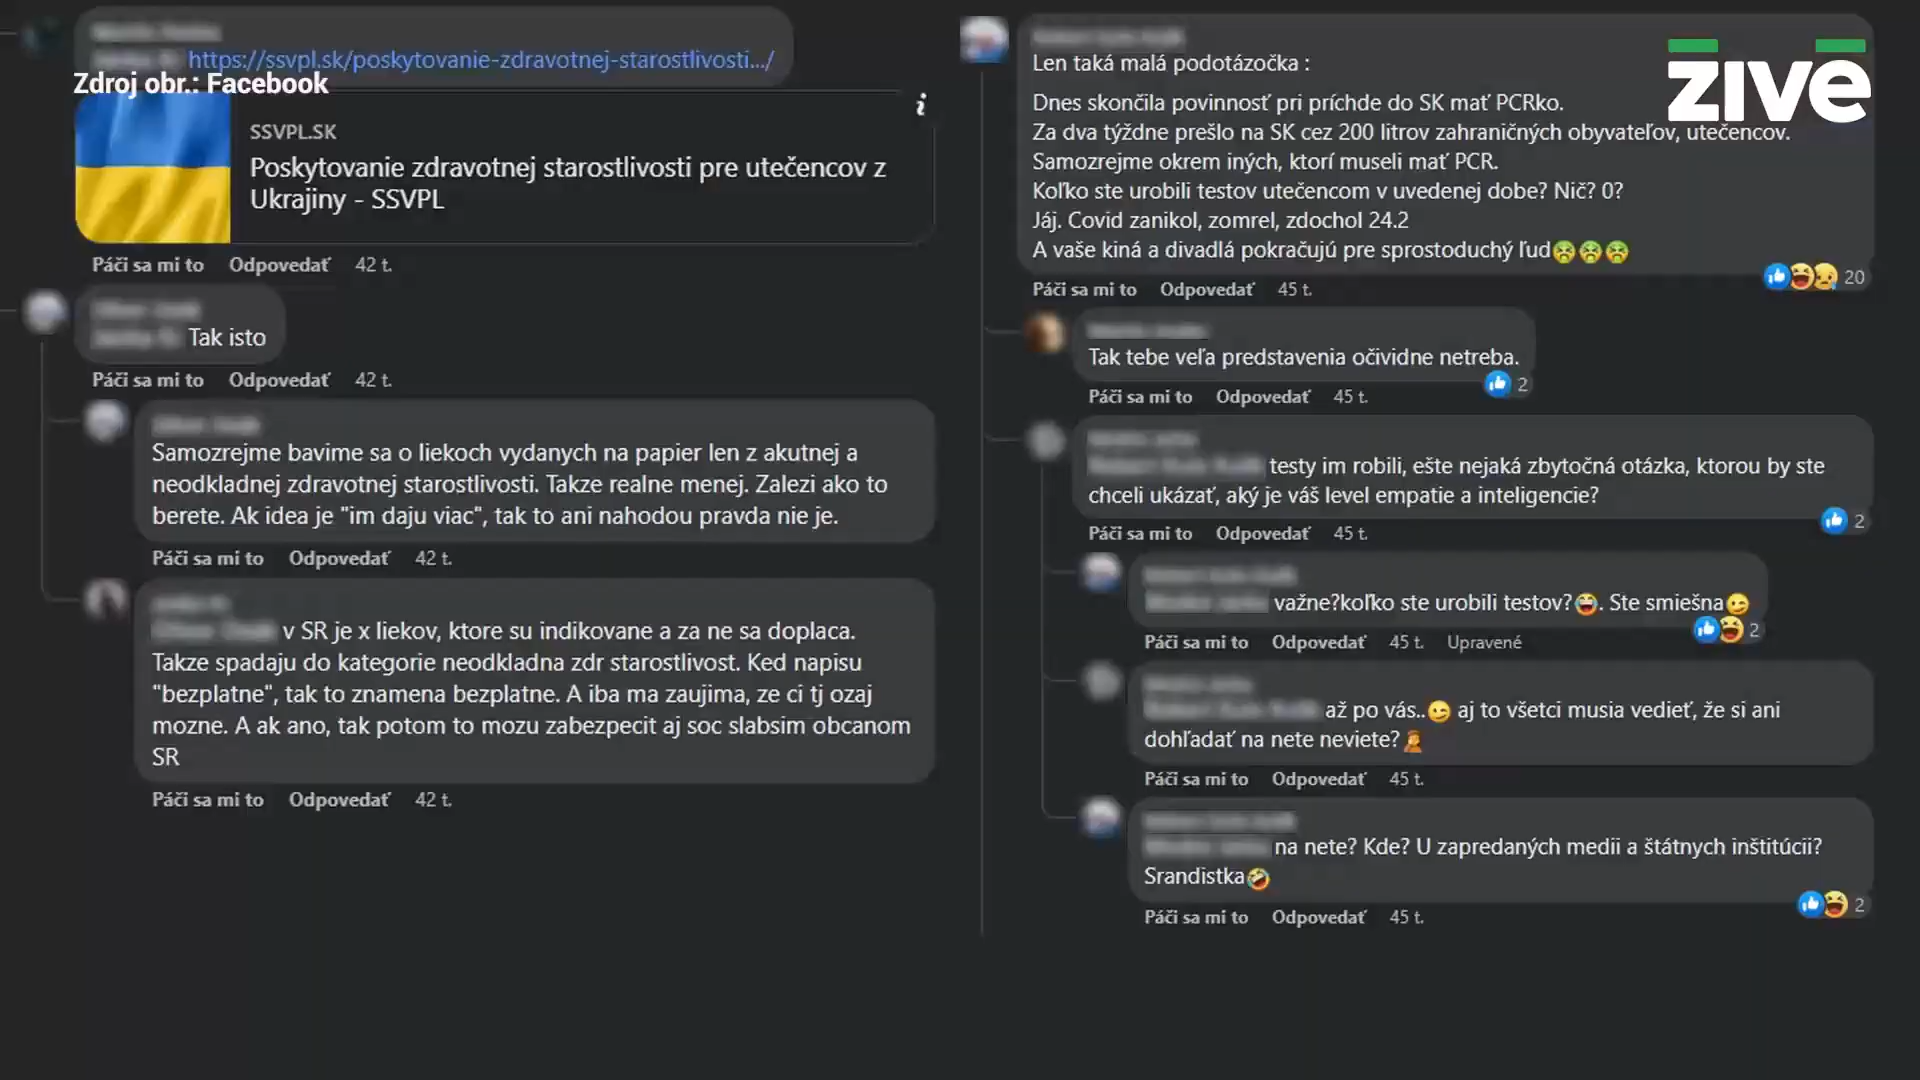 https://ssvpl.sk/poskytovanie-zdravotnej-starostlivosti.../
Zdroj obr.: Facebook
SSVPL.SK
Poskytovanie zdravotnej starostlivosti pre utečencov z
Ukrajiny - SSVPL
Páči sa mi to Odpovedať 42 t.
Tak isto
Páči sa mi to Odpovedať 42 t.
Samozrejme bavime sa o liekoch vydanych na papier len z akutnej a
neodkladnej zdravotnej starostlivosti. Takze realne menej. Zalezi ako to
berete. Ak idea je "im daju viac", tak to ani nahodou pravda nie je.
Páči sa mi to Odpovedať 42 t.
v SR je x liekov, ktore su indikovane a za ne sa doplaca.
Takze spadaju do kategorie neodkladna zdr starostlivost. Ked napisu
"bezplatne", tak to znamena bezplatne. A iba ma zaujima, ze ci tj ozaj
mozne. A ak ano, tak potom to mozu zabezpecit aj soc slabsim obcanom
SR
Páči sa mi to Odpovedať 42 t.
živé
Len taká malá podotázočka :
Dnes skončila povinnosť pri príchde do SK mať PCRko.
Za dva týždne prešlo na SK cez 200 litrov zahraničných obyvateľov, utečencov.
Samozrejme okrem iných, ktorí museli mať PCR.
Koľko ste urobili testov utečencom v uvedenej dobe? Nič? 0?
Jáj. Covid zanikol, zomrel, zdochol 24.2
A vaše kiná a divadlá pokračujú pre sprostoduchý ľud🤮🤮🤮
20
Páči sa mi to Odpovedať 45 t.
Tak tebe veľa predstavenia očividne netreba.
2
Páči sa mi to Odpovedať 45 t.
testy im robili, ešte nejaká zbytočná otázka, ktorou by ste
chceli ukázať, aký je váš level empatie a inteligencie?
2
Páči sa mi to Odpovedať 45 t.
važne?koľko ste urobili testov?😂. Ste smiešna😉
2
Páči sa mi to Odpovedať 45 t. Upravené
až po vás..😉 aj to všetci musia vedieť, že si ani
dohľadať na nete neviete?🤦
Páči sa mi to Odpovedať 45 t.
na nete? Kde? U zapredaných medii a štátnych inštitúcii?
Srandistka🤣
2
Páči sa mi to Odpovedať 45 t.